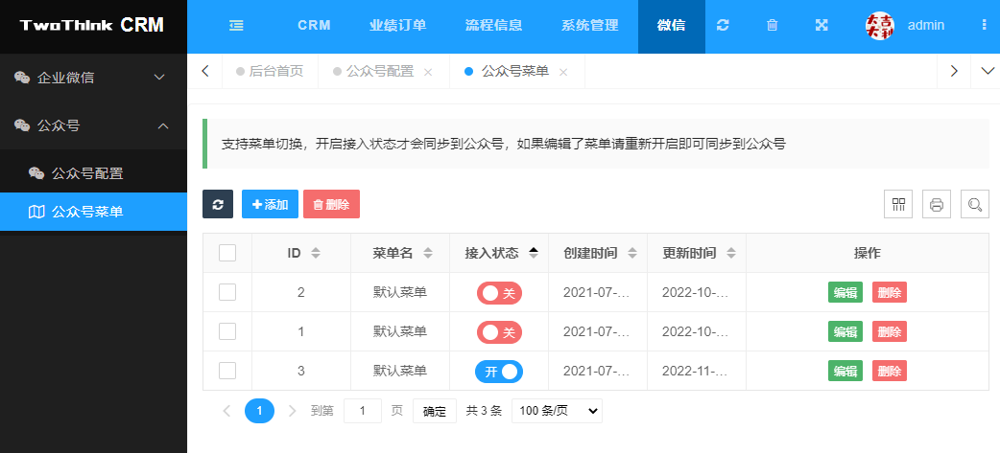 TwoThink CRM
CRM 业绩订单 流程信息 系统管理 微信 admin
企业微信
公众号
公众号配置
公众号菜单
后台首页 公众号配置 公众号菜单
支持菜单切换，开启接入状态才会同步到公众号，如果编辑了菜单请重新开启即可同步到公众号
添加 删除
ID 菜单名 接入状态 创建时间 更新时间 操作
2 默认菜单 关 2021-07-... 2022-10-... 编辑 删除
1 默认菜单 关 2021-07-... 2022-10-... 编辑 删除
3 默认菜单 开 2021-07-... 2022-11-... 编辑 删除
1 到第 1 页 确定 共 3 条 100 条/页